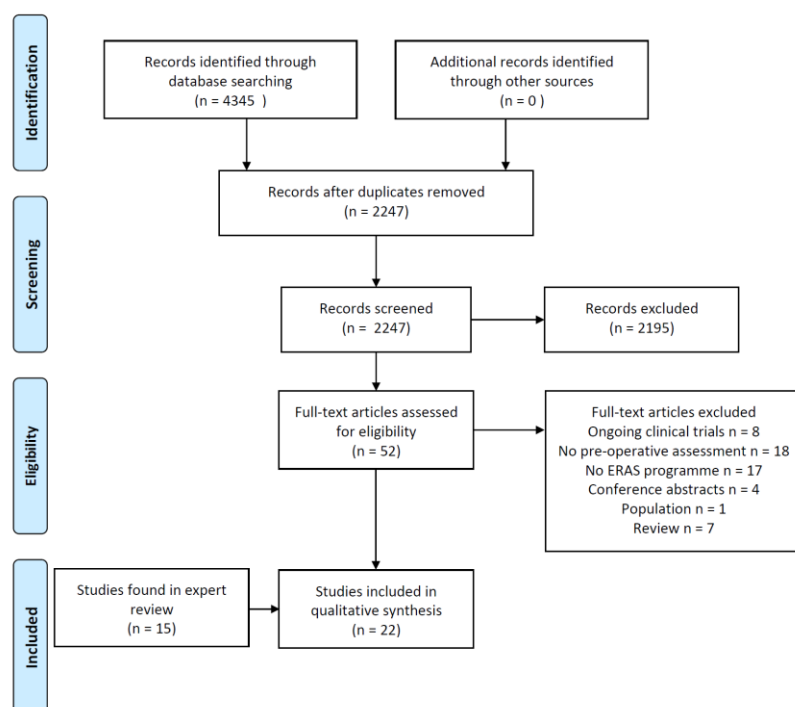 Identification
Records identified through
database searching
(n = 4345  )
Additional records identified
through other sources
(n = 0 )
Records after duplicates removed
(n = 2247)
Screening
Records screened
(n =  2247)
Records excluded
(n = 2195)
Eligibility
Full-text articles assessed
for eligibility
(n = 52)
Full-text articles excluded
Ongoing clinical trials n = 8
No pre-operative assessment n = 18
No ERAS programme n = 17
Conference abstracts n = 4
Population n = 1
Review n = 7
Included
Studies found in expert
review
(n = 15)
Studies included in
qualitative synthesis
(n = 22)